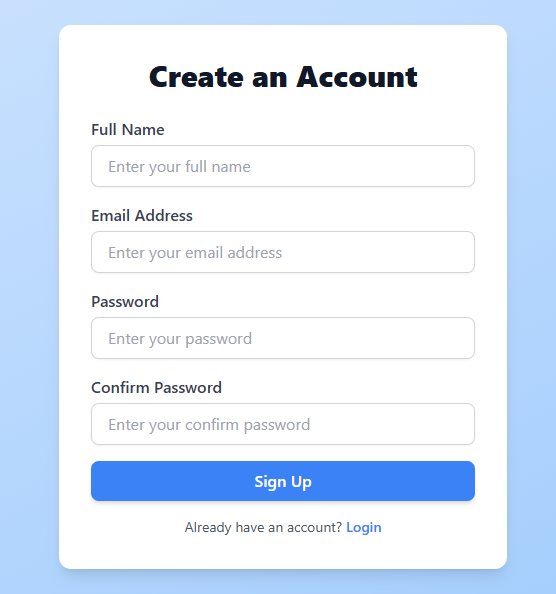 Create an Account
Full Name
Enter your full name
Email Address
Enter your email address
Password
Enter your password
Confirm Password
Enter your confirm password
Sign Up
Already have an account? Login